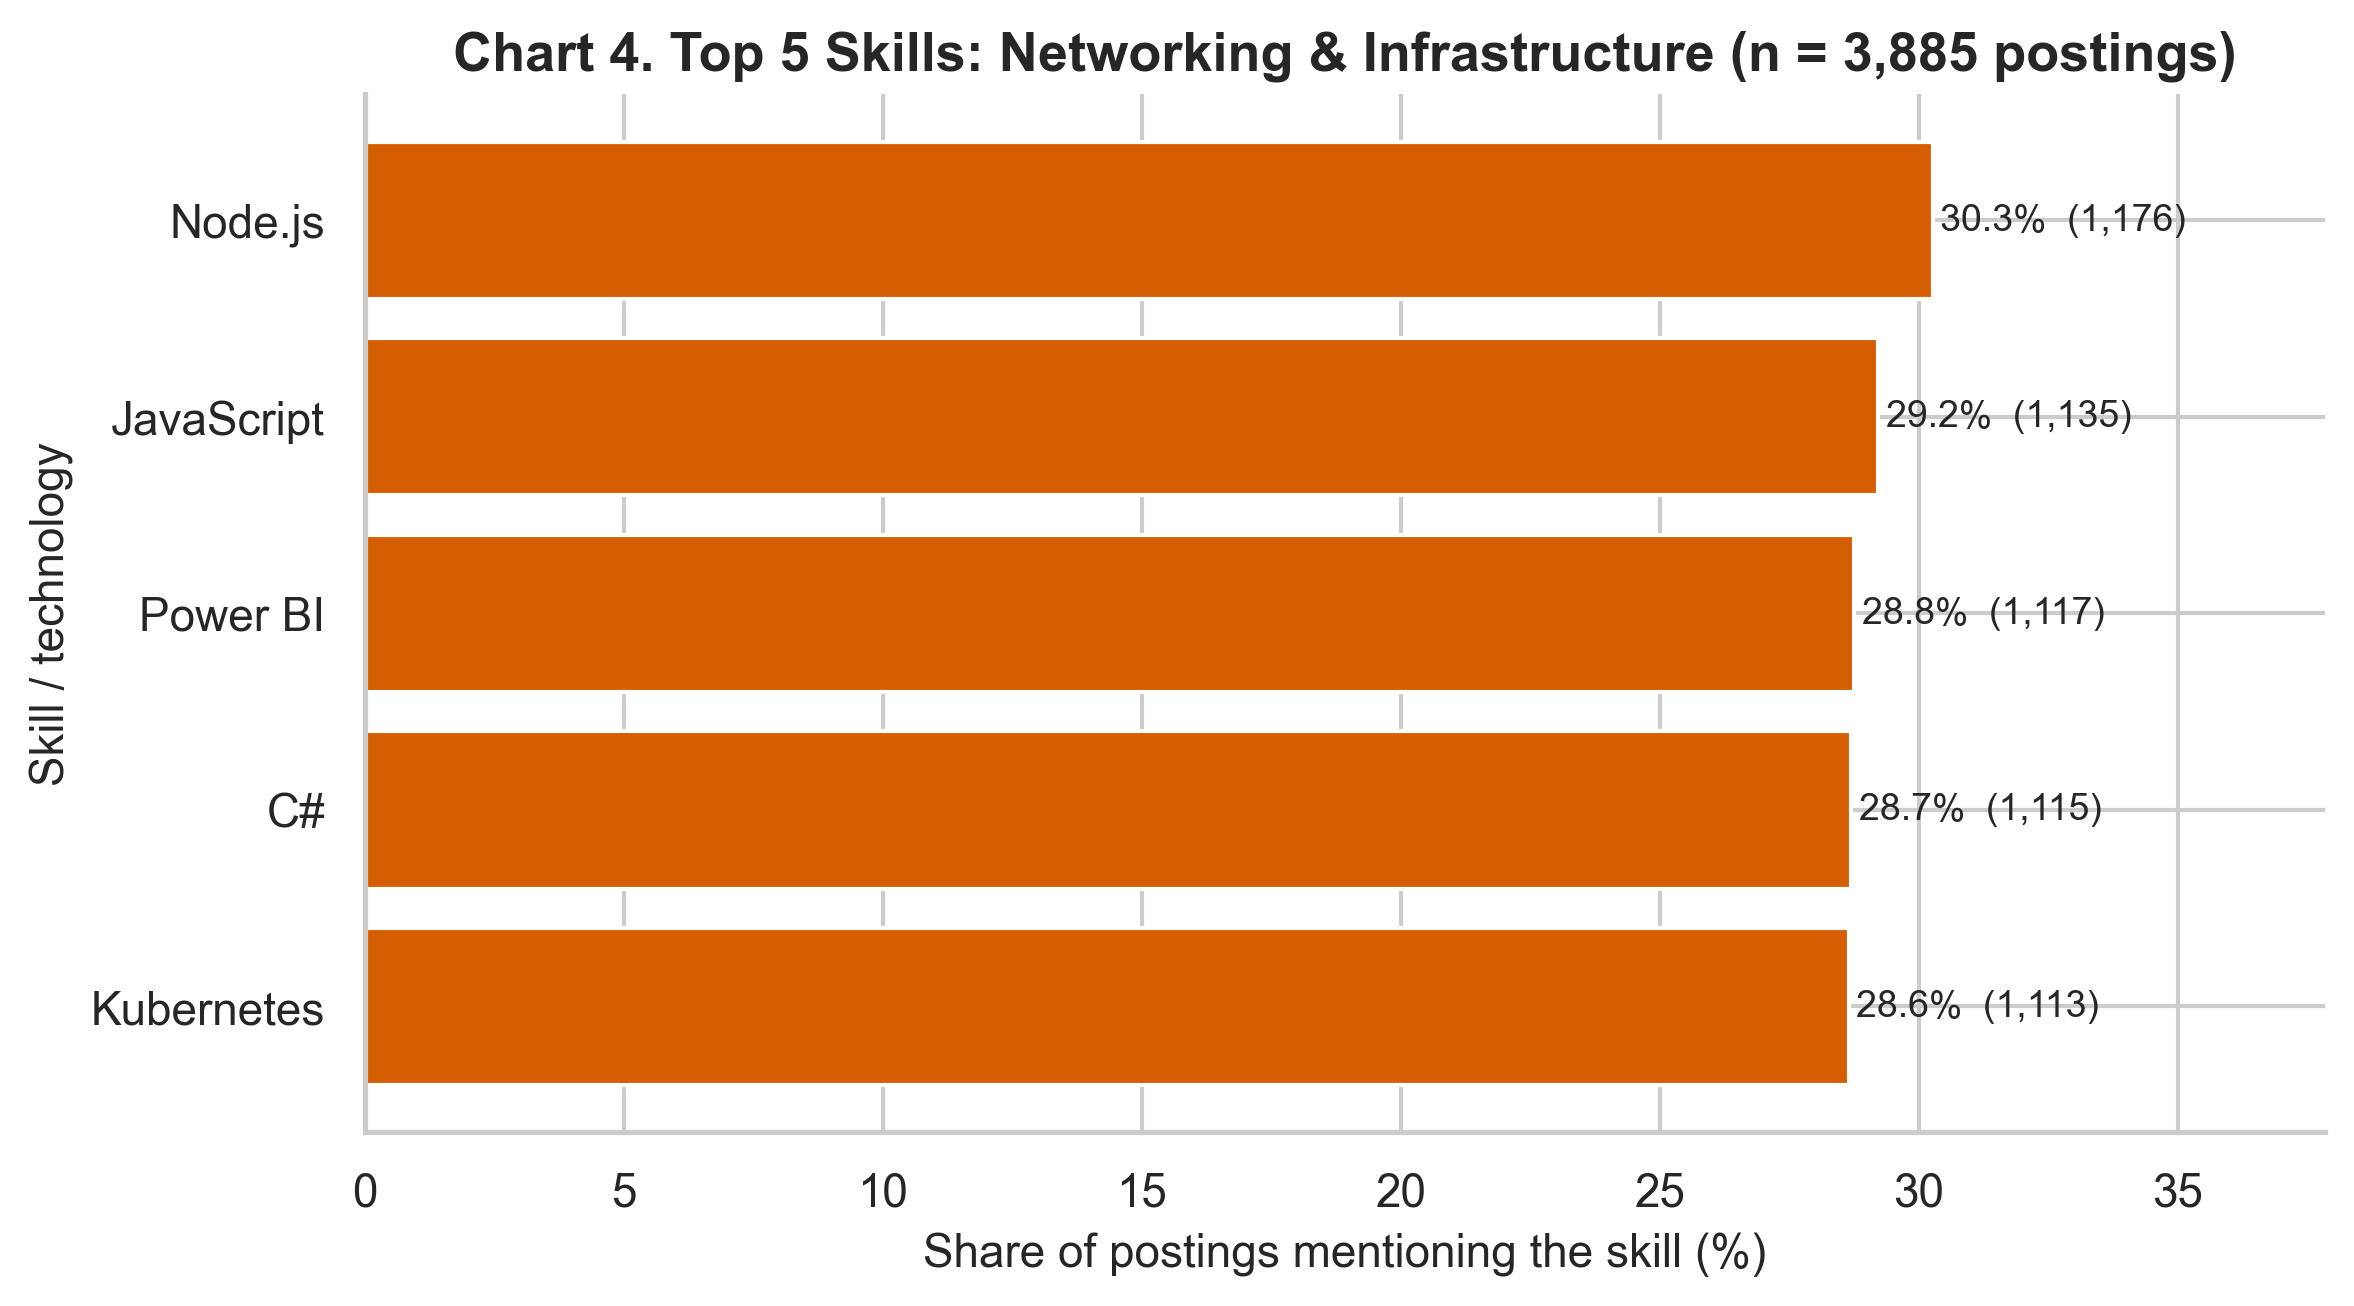 Chart 4. Top 5 Skills: Networking & Infrastructure (n = 3,885 postings)
Skill / technology
Node.js
30.3% (1,176)
JavaScript
29.2% (1,135)
Power BI
28.8% (1,117)
C#
28.7% (1,115)
Kubernetes
28.6% (1,113)
0 5 10 15 20 25 30 35
Share of postings mentioning the skill (%)